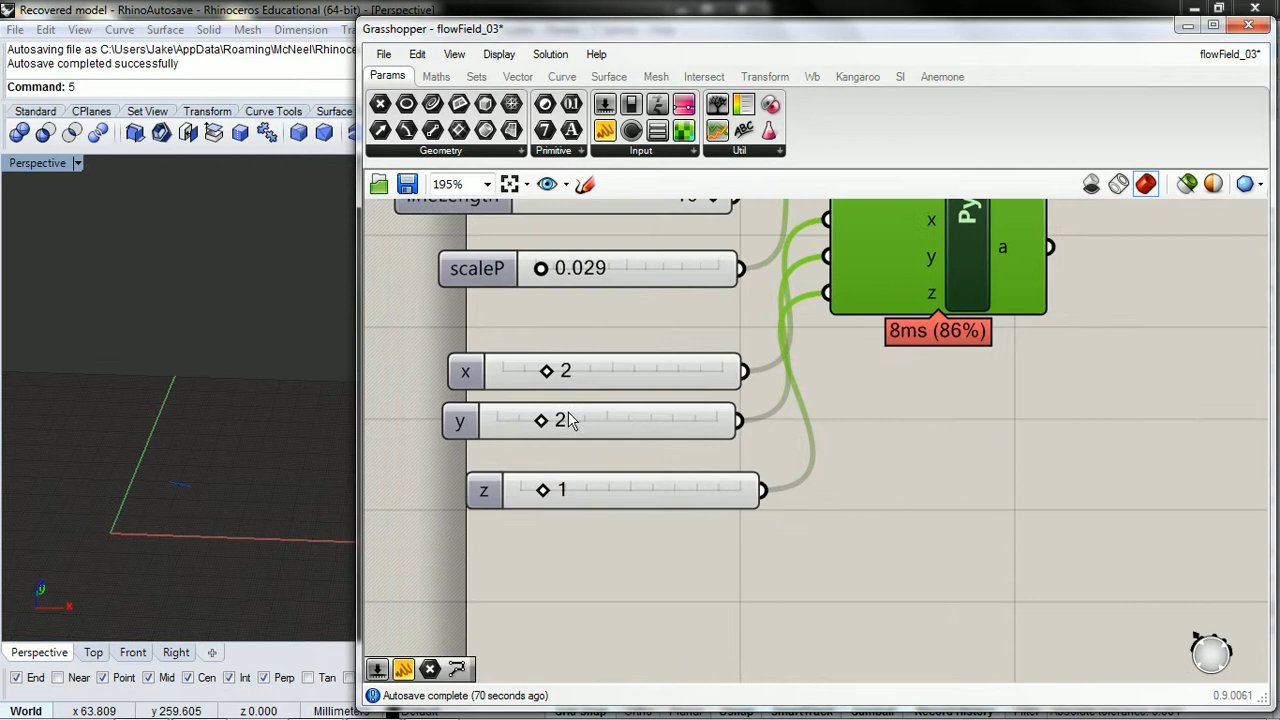 Recovered model - RhinoAutosave - Rhinoceros Educational (64-bit) - [Perspective]
File Edit View Curve Surface Solid Mesh Dimension
Autosaving file as C:\Users\Jake\AppData\Roaming\McNeel\Rhinoce
Autosave completed successfully
Command: 5
Standard CPlanes Set View Transform Curve Tools Surface
Perspective
y x
Perspective Top Front Right
End Near Point Mid Cen Int Perp Tan
World x 63.809 y 259.605 z 0.000 Millimeters Default
Grasshopper - flowField_03*
File Edit View Display Solution Help flowField_03*
Params Maths Sets Vector Curve Surface Mesh Intersect Transform Wb Kangaroo SI Anemone
Geometry Primitive Input Util
195%
lineLength
scaleP 0.029
x 2
y 2
z 1
x
y
z
Py
a
8ms (86%)
Autosave complete (70 seconds ago) 0.9.0061